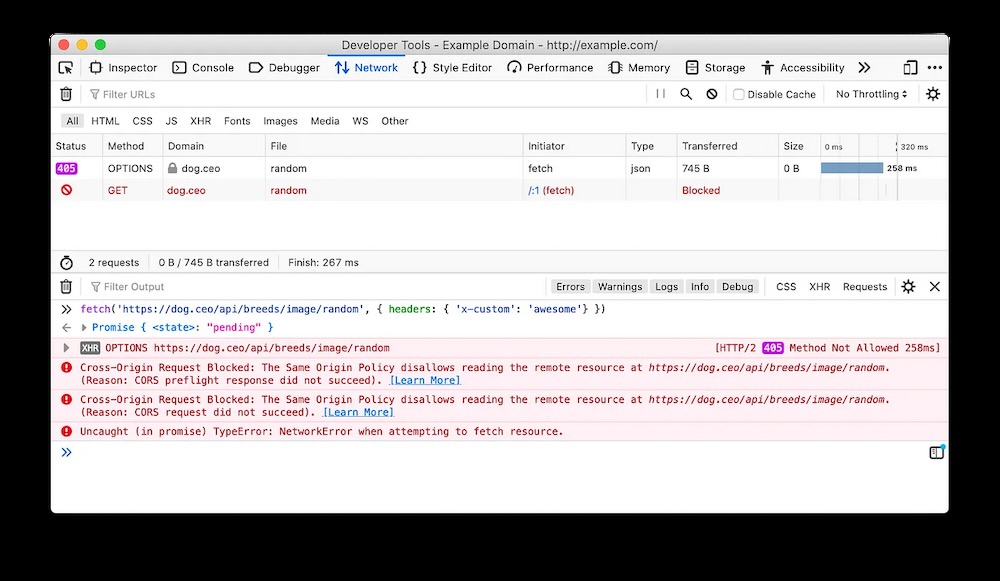 Developer Tools - Example Domain - http://example.com/
Inspector Console Debugger Network Style Editor Performance Memory Storage Accessibility
Filter URLs Disable Cache No Throttling
All HTML CSS JS XHR Fonts Images Media WS Other
Status Method Domain File Initiator Type Transferred Size 0 ms 320 ms
405 OPTIONS dog.ceo random fetch json 745 B 0 B 258 ms
GET dog.ceo random /:1 (fetch) Blocked
2 requests 0 B / 745 B transferred Finish: 267 ms
Filter Output Errors Warnings Logs Info Debug CSS XHR Requests
» fetch('https://dog.ceo/api/breeds/image/random', { headers: { 'x-custom': 'awesome'} })
← ▶ Promise { <state>: "pending" }
▶ XHR OPTIONS https://dog.ceo/api/breeds/image/random [HTTP/2 405 Method Not Allowed 258ms]
Cross-Origin Request Blocked: The Same Origin Policy disallows reading the remote resource at https://dog.ceo/api/breeds/image/random.
(Reason: CORS preflight response did not succeed). [Learn More]
Cross-Origin Request Blocked: The Same Origin Policy disallows reading the remote resource at https://dog.ceo/api/breeds/image/random.
(Reason: CORS request did not succeed). [Learn More]
Uncaught (in promise) TypeError: NetworkError when attempting to fetch resource.
»